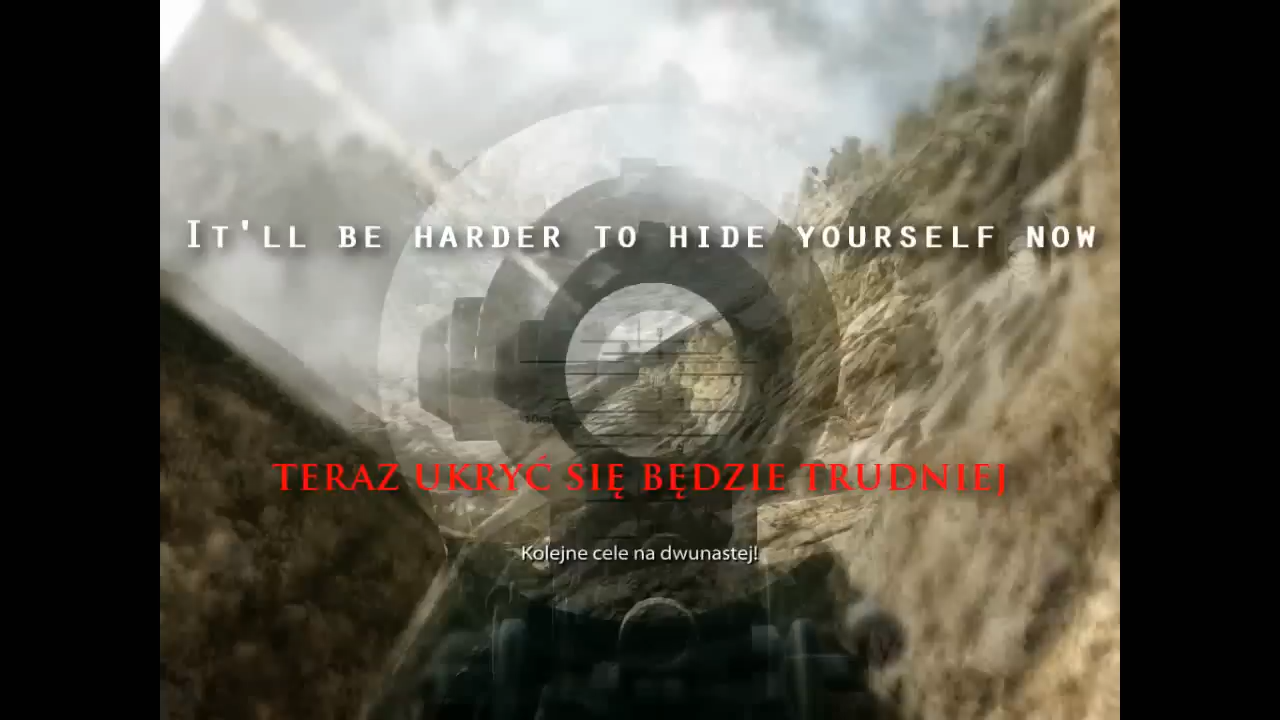 It'll be harder to hide yourself now
TERAZ UKRYĆ SIĘ BĘDZIE TRUDNIEJ
Kolejne cele na dwunastej!